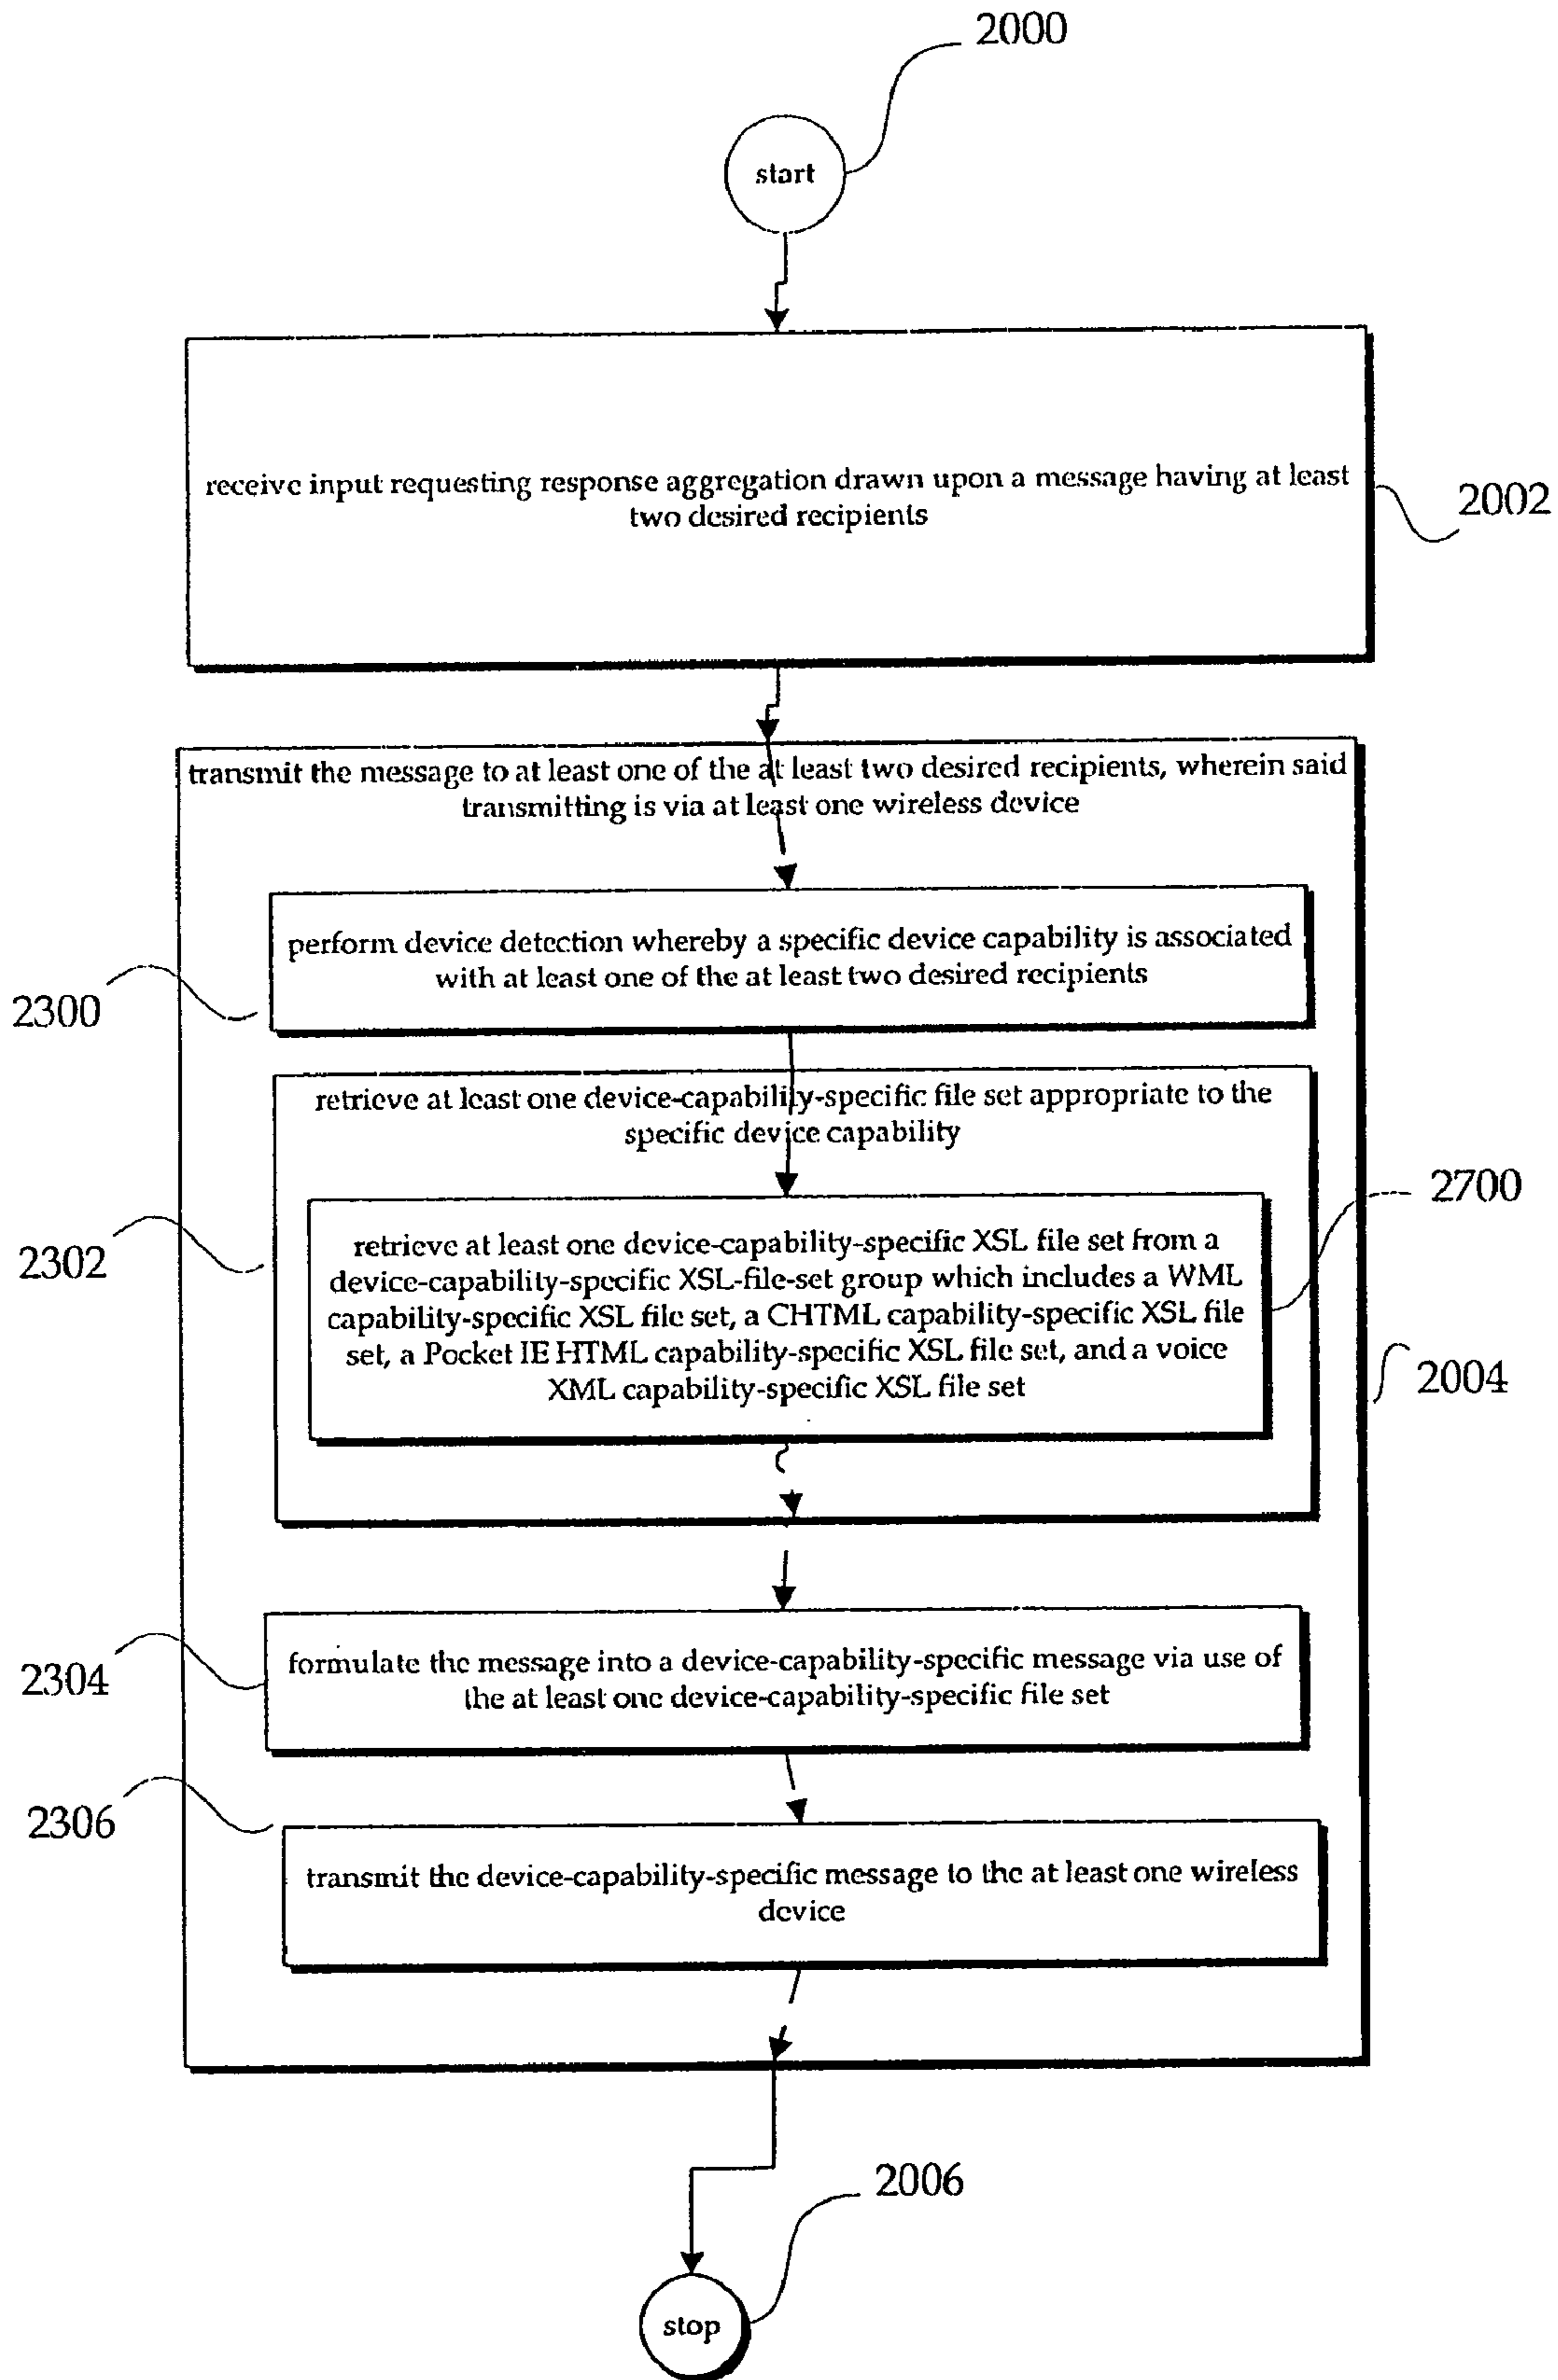 2000
start
receive input requesting response aggregation drawn upon a message having at least
two desired recipients
2002
transmit the message to at least one of the at least two desired recipients, wherein said
transmitting is via at least one wireless device
perform device detection whereby a specific device capability is associated
with at least one of the at least two desired recipients
2300
retrieve at least one device-capability-specific file set appropriate to the
specific device capability
2700
2302
retrieve at least one device-capability-specific XSL file set from a
device-capability-specific XSL-file-set group which includes a WML
capability-specific XSL file set, a CHTML capability-specific XSL file
set, a Pocket IE HTML capability-specific XSL file set, and a voice
XML capability-specific XSL file set
2004
2304
formulate the message into a device-capability-specific message via use of
the at least one device-capability-specific file set
2306
transmit the device-capability-specific message to the at least one wireless
device
2006
stop